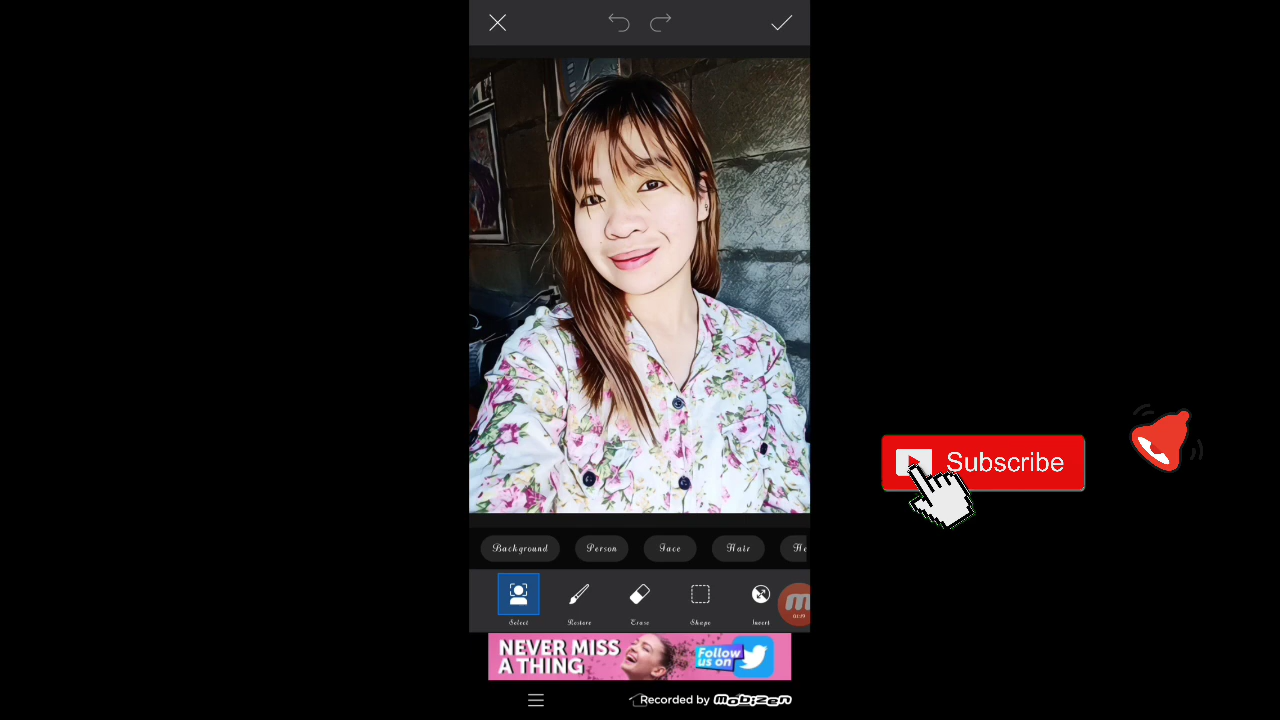 Background Person Face Hair He
Select Restore Erase Shape Invert
NEVER MISS
A THING
Follow
us on
Recorded by Mobizen
Subscribe